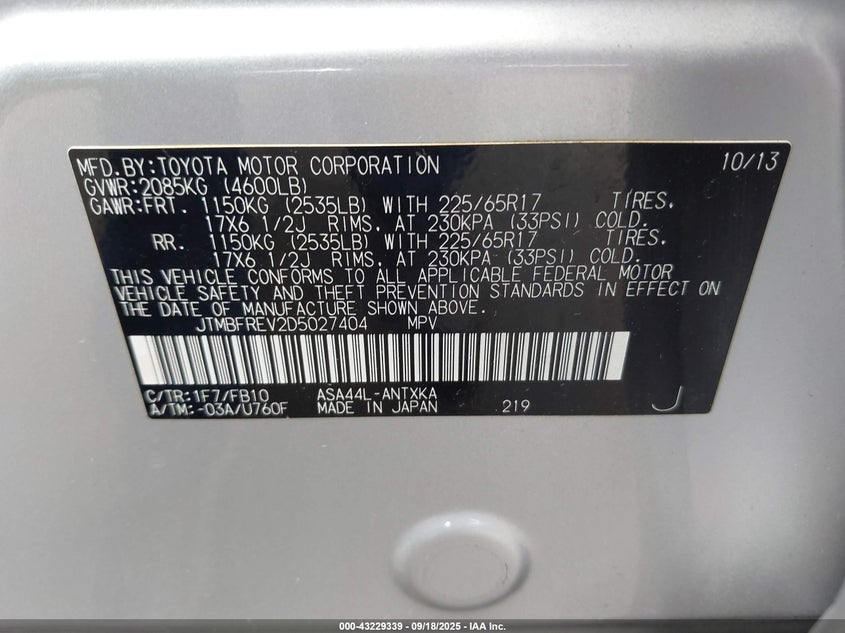 MFD.BY:TOYOTA MOTOR CORPORATION 10/13
GVWR:2085KG (4600LB)
GAWR:FRT. 1150KG (2535LB) WITH 225/65R17 TIRES.
17X6 1/2J RIMS. AT 230KPA (33PSI) COLD.
RR. 1150KG (2535LB) WITH 225/65R17 TIRES.
17X6 1/2J RIMS. AT 230KPA (33PSI) COLD.
THIS VEHICLE CONFORMS TO ALL APPLICABLE FEDERAL MOTOR
VEHICLE SAFETY AND THEFT PREVENTION STANDARDS IN EFFECT ON
THE DATE OF MANUFACTURE SHOWN ABOVE.
JTMBFREV2D5027404 MPV
C/TR:1F7/FB10 ASA44L-ANTXKA
A/TM:-03A/U760F MADE IN JAPAN 219 J
000-43229339 - 09/18/2025 - IAA Inc.